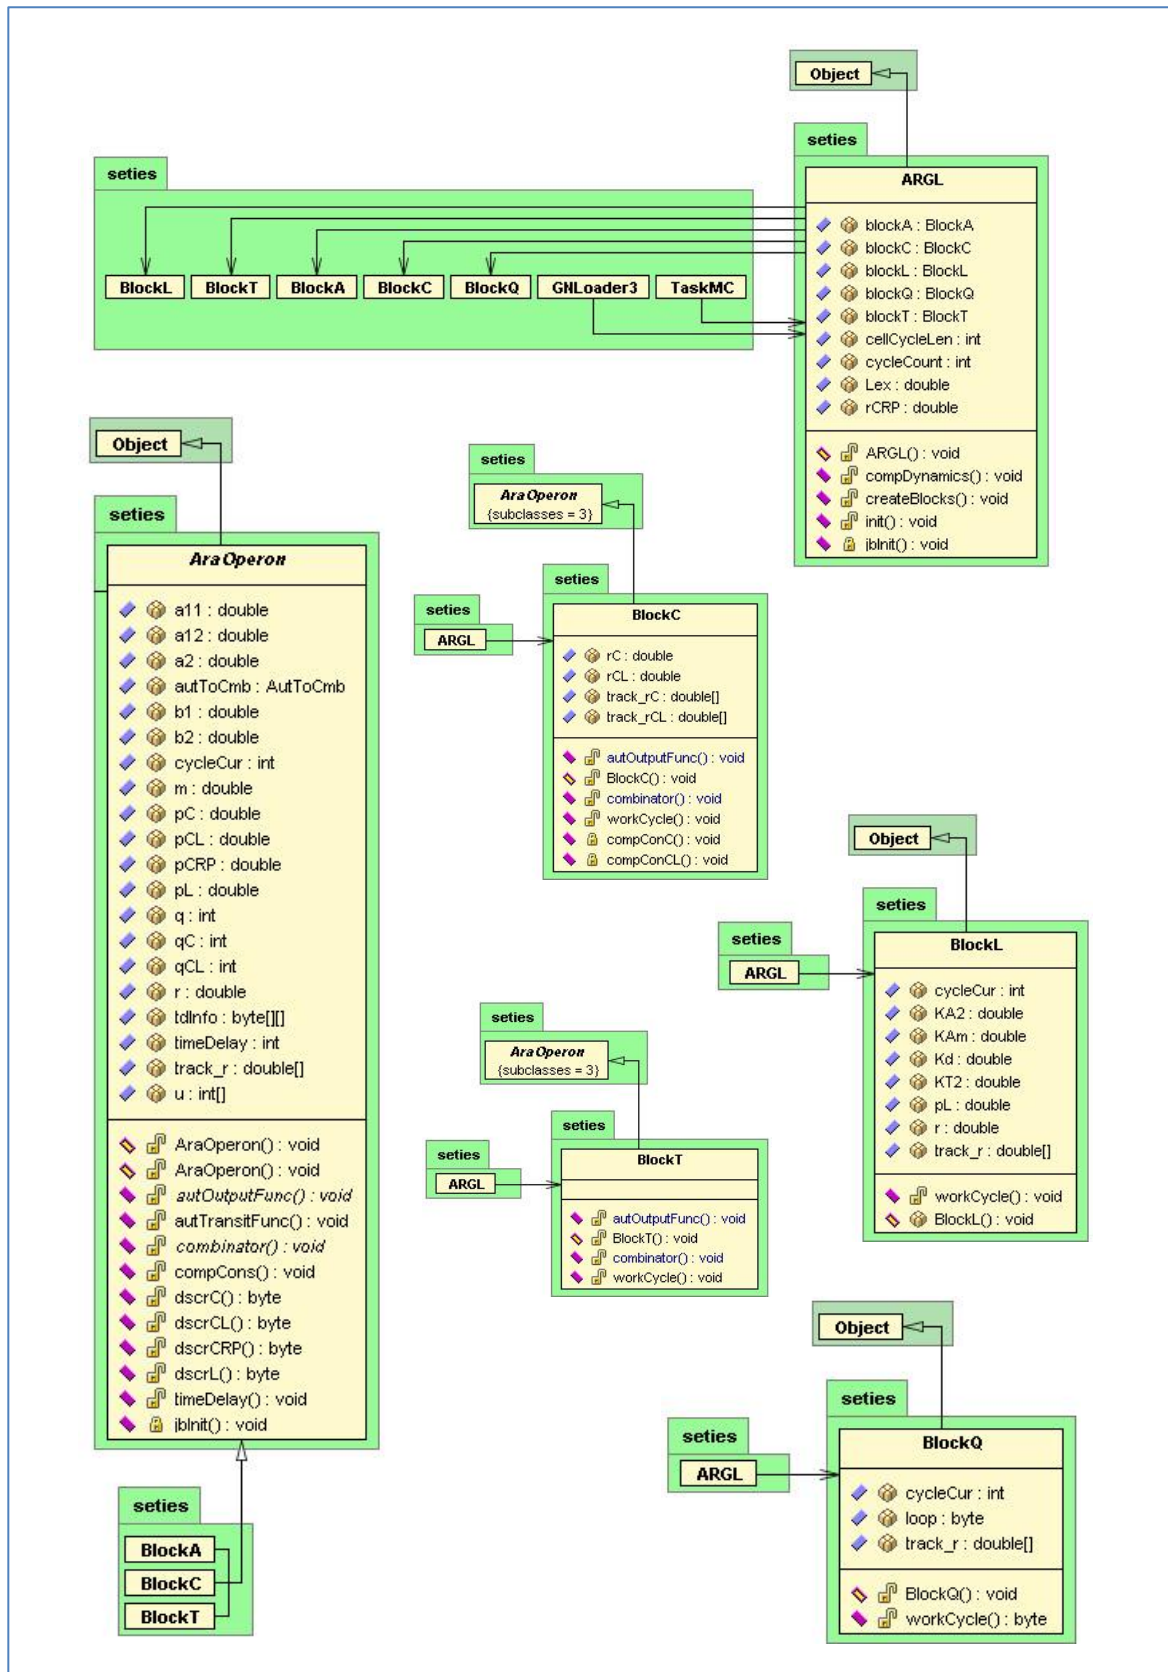 Object
seties
ARGL
blockA : BlockA
blockC : BlockC
blockL : BlockL
blockQ : BlockQ
blockT : BlockT
cellCycleLen : int
cycleCount : int
Lex : double
rCRP : double
ARGL() : void
compDynamics() : void
createBlocks() : void
init() : void
jbInit() : void
seties
BlockL BlockT BlockA BlockC BlockQ GNLoader3 TaskMC
Object
seties
AraOperon
a11 : double
a12 : double
a2 : double
autToCmb : AutToCmb
b1 : double
b2 : double
cycleCur : int
m : double
pC : double
pCL : double
pCRP : double
pL : double
q : int
qC : int
qCL : int
r : double
tdInfo : byte[][]
timeDelay : int
track_r : double[]
u : int[]
AraOperon() : void
AraOperon() : void
autOutputFunc() : void
autTransitFunc() : void
combinator() : void
compCons() : void
dscrC() : byte
dscrCL() : byte
dscrCRP() : byte
dscrL() : byte
timeDelay() : void
jbInit() : void
seties
BlockA
BlockC
BlockT
seties
AraOperon
{subclasses = 3}
seties
ARGL
seties
BlockC
rC : double
rCL : double
track_rC : double[]
track_rCL : double[]
autOutputFunc() : void
BlockC() : void
combinator() : void
workCycle() : void
compConC() : void
compConCL() : void
Object
seties
ARGL
seties
BlockL
cycleCur : int
KA2 : double
KAm : double
Kd : double
KT2 : double
pL : double
r : double
track_r : double[]
workCycle() : void
BlockL() : void
seties
AraOperon
{subclasses = 3}
seties
ARGL
seties
BlockT
autOutputFunc() : void
BlockT() : void
combinator() : void
workCycle() : void
Object
seties
ARGL
seties
BlockQ
cycleCur : int
loop : byte
track_r : double[]
BlockQ() : void
workCycle() : byte